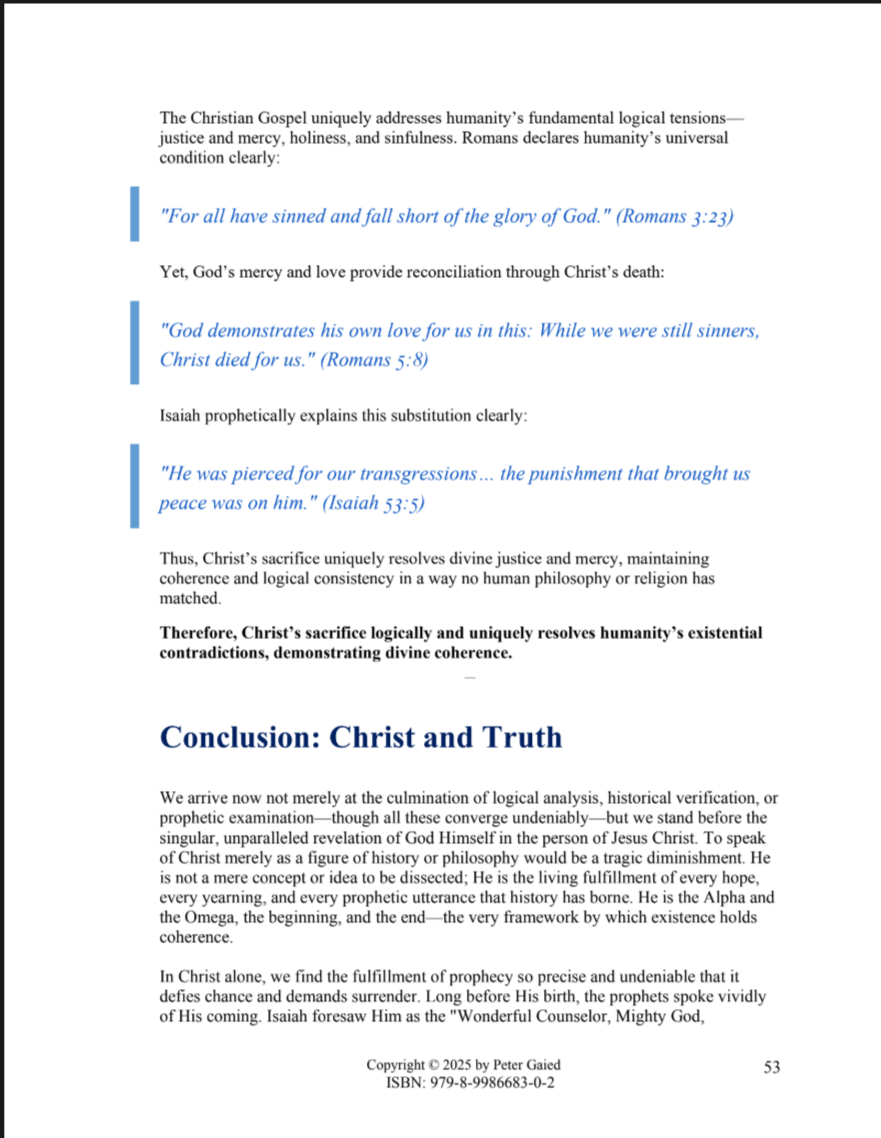 The Christian Gospel uniquely addresses humanity’s fundamental logical tensions—
justice and mercy, holiness, and sinfulness. Romans declares humanity’s universal
condition clearly:
"For all have sinned and fall short of the glory of God." (Romans 3:23)
Yet, God’s mercy and love provide reconciliation through Christ’s death:
"God demonstrates his own love for us in this: While we were still sinners,
Christ died for us." (Romans 5:8)
Isaiah prophetically explains this substitution clearly:
"He was pierced for our transgressions… the punishment that brought us
peace was on him." (Isaiah 53:5)
Thus, Christ’s sacrifice uniquely resolves divine justice and mercy, maintaining
coherence and logical consistency in a way no human philosophy or religion has
matched.
Therefore, Christ’s sacrifice logically and uniquely resolves humanity’s existential
contradictions, demonstrating divine coherence.
—
Conclusion: Christ and Truth
We arrive now not merely at the culmination of logical analysis, historical verification, or
prophetic examination—though all these converge undeniably—but we stand before the
singular, unparalleled revelation of God Himself in the person of Jesus Christ. To speak
of Christ merely as a figure of history or philosophy would be a tragic diminishment. He
is not a mere concept or idea to be dissected; He is the living fulfillment of every hope,
every yearning, and every prophetic utterance that history has borne. He is the Alpha and
the Omega, the beginning, and the end—the very framework by which existence holds
coherence.
In Christ alone, we find the fulfillment of prophecy so precise and undeniable that it
defies chance and demands surrender. Long before His birth, the prophets spoke vividly
of His coming. Isaiah foresaw Him as the "Wonderful Counselor, Mighty God,
Copyright © 2025 by Peter Gaied
53
ISBN: 979-8-9986683-0-2